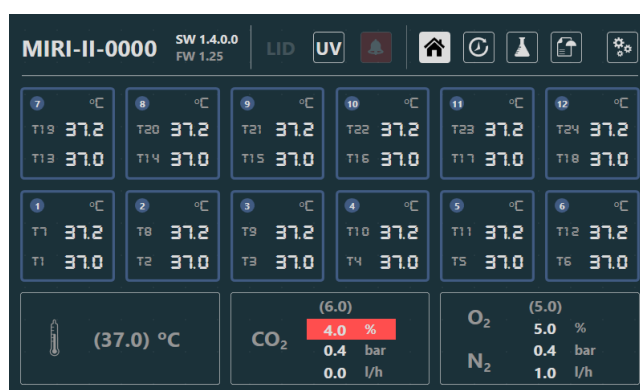 MIRI-II-0000 SW 1.4.0.0 FW 1.25 LID UV
7 °C 8 °C 9 °C 10 °C 11 °C 12 °C
T19 37.2 T20 37.2 T21 37.2 T22 37.2 T23 37.2 T24 37.2
T13 37.0 T14 37.0 T15 37.0 T16 37.0 T17 37.0 T18 37.0
1 °C 2 °C 3 °C 4 °C 5 °C 6 °C
T7 37.2 T8 37.2 T9 37.2 T10 37.2 T11 37.2 T12 37.2
T1 37.0 T2 37.0 T3 37.0 T4 37.0 T5 37.0 T6 37.0
(37.0) °C
CO₂
(6.0)
4.0 %
0.4 bar
0.0 l/h
O₂
N₂
(5.0)
5.0 %
0.4 bar
1.0 l/h